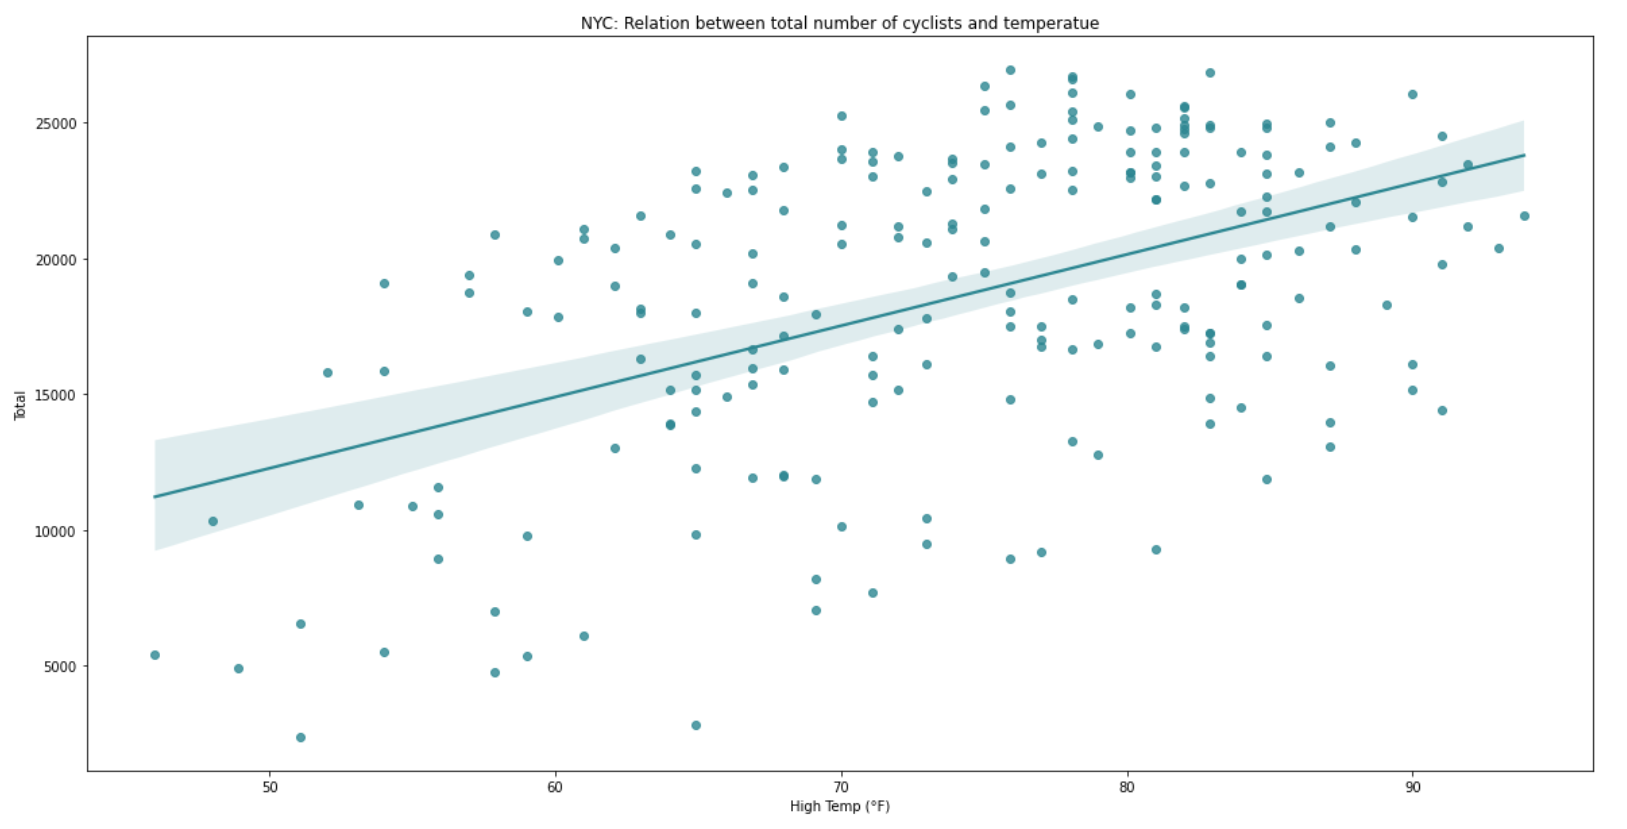 NYC: Relation between total number of cyclists and temperatue
25000
20000
15000
10000
5000
Total
50 60 70 80 90
High Temp (°F)